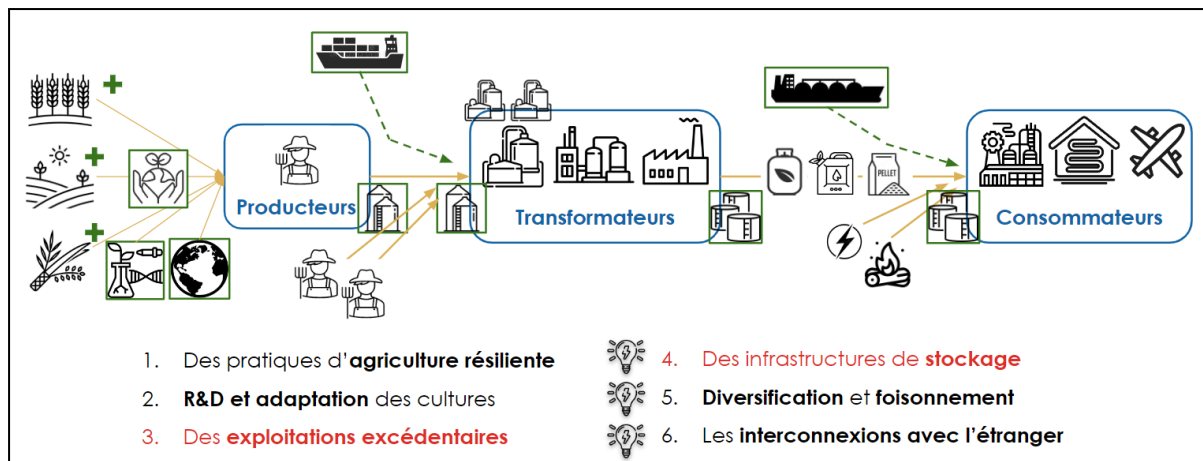 PELLET
Producteurs
Transformateurs
Consommateurs
1. Des pratiques d'agriculture résiliente
2. R&D et adaptation des cultures
3. Des exploitations excédentaires
4. Des infrastructures de stockage
5. Diversification et foisonnement
6. Les interconnexions avec l'étranger